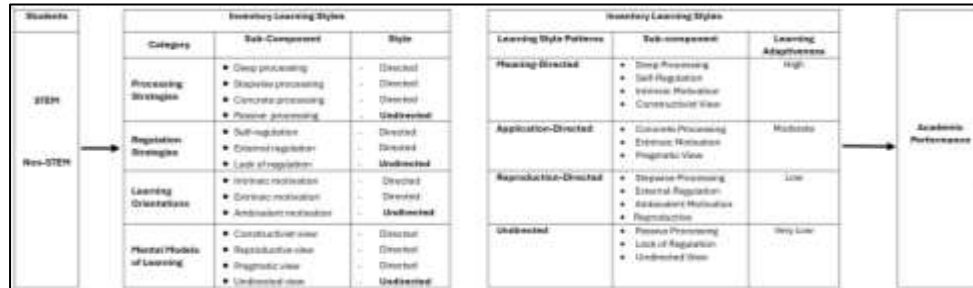 Students
STEM
Non-STEM
Inventory Learning Styles
Category
Sub-Component
Style
Processing Strategies
• Deep processing - Directed
• Stepwise processing - Directed
• Concrete processing - Directed
• Passive processing - Undirected
Regulation Strategies
• Self-regulation - Directed
• External regulation - Directed
• Lack of regulation - Undirected
Learning Orientations
• Intrinsic motivation - Directed
• Extrinsic motivation - Directed
• Ambivalent motivation - Undirected
Mental Models of Learning
• Constructivist view - Directed
• Reproductive view - Directed
• Pragmatic view - Directed
• Undirected view - Undirected
Inventory Learning Styles
Learning Style Patterns
Sub-component
Learning
Adaptiveness
Meaning-Directed
• Deep Processing
• Self-Regulation
• Intrinsic Motivation
• Constructivist View
High
Application-Directed
• Concrete Processing
• Extrinsic Motivation
• Pragmatic View
Moderate
Reproduction-Directed
• Stepwise Processing
• External Regulation
• Ambivalent Motivation
• Reproductive
Low
Undirected
• Passive Processing
• Lack of Regulation
• Undirected View
Very Low
Academic
Performance